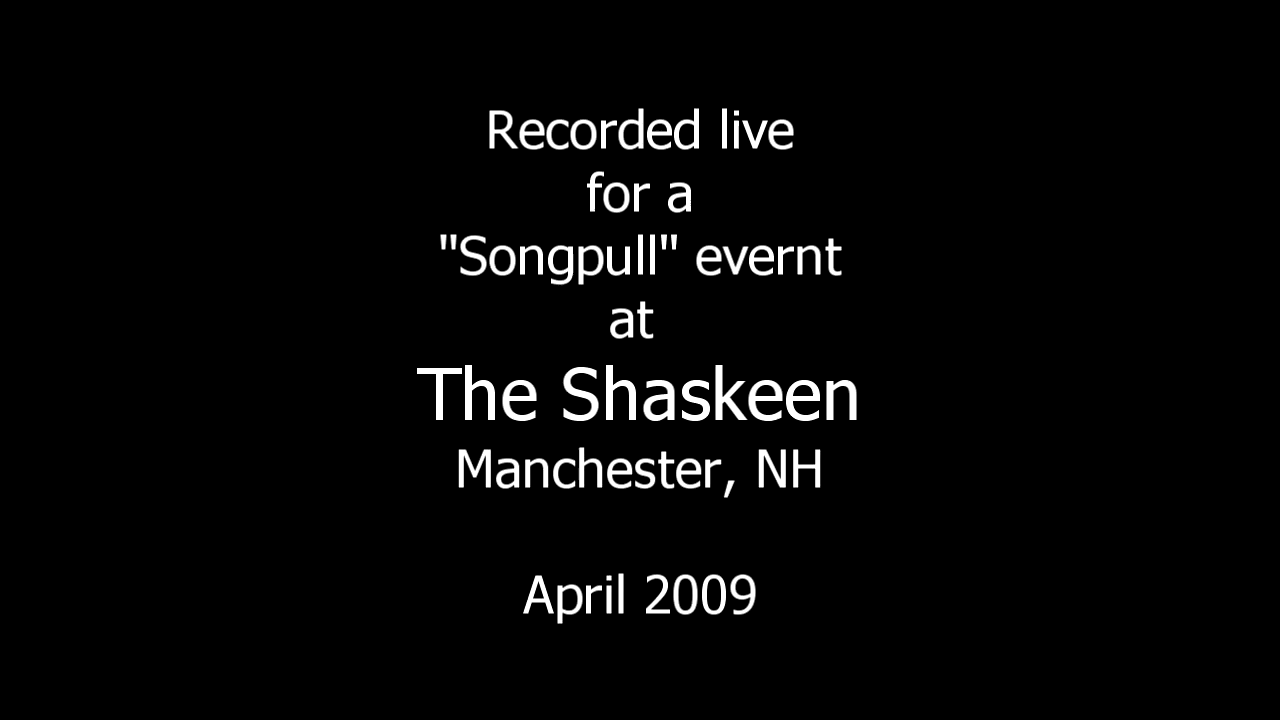 Recorded live
for a
"Songpull" evernt
at
The Shaskeen
Manchester, NH
April 2009